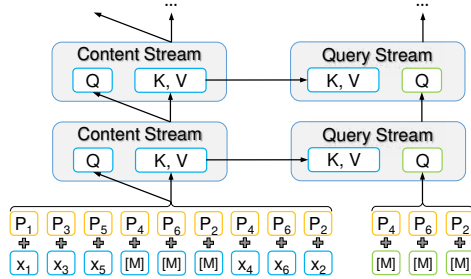 ... ...
Content Stream Query Stream
Q K, V K, V Q
Content Stream Query Stream
Q K, V K, V Q
P1 P3 P5 P4 P6 P2 P4 P6 P2 P4 P6 P2
+ + + + + + + + + + + +
x1 x3 x5 [M] [M] [M] x4 x6 x2 [M] [M] [M]